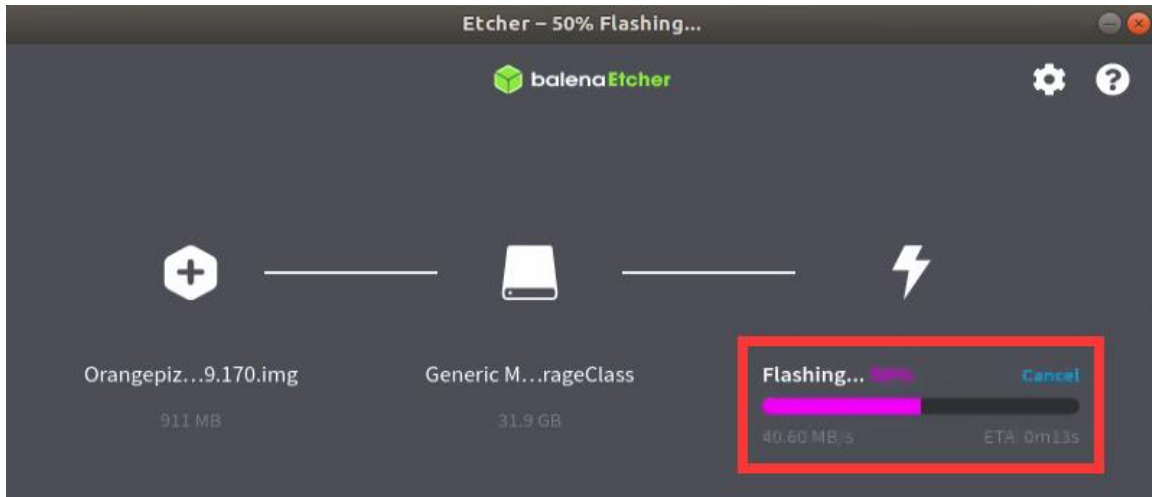 Etcher – 50% Flashing...
balenaEtcher
Orangepiz...9.170.img
911 MB
Generic M...rageClass
31.9 GB
Flashing... 50%
Cancel
40.60 MB/s
ETA: 0m13s